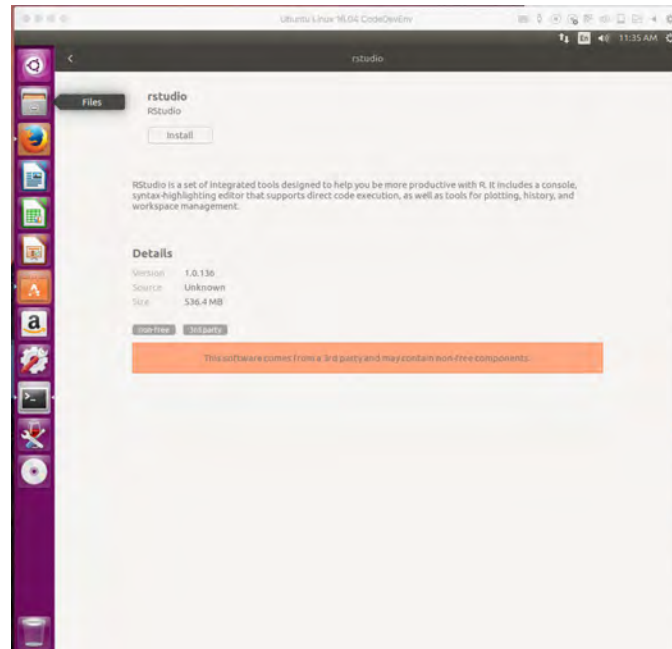 Ubuntu Linux 16.04 CodeDevEnv
En
11:35 AM
rstudio
Files
rstudio
RStudio
Install
RStudio is a set of integrated tools designed to help you be more productive with R. It includes a console,
syntax-highlighting editor that supports direct code execution, as well as tools for plotting, history, and
workspace management.
Details
Version 1.0.136
Source Unknown
Size 536.4 MB
non-free 3rd party
This software comes from a 3rd party and may contain non-free components.